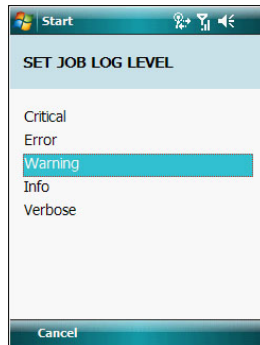 Start
SET JOB LOG LEVEL
Critical
Error
Warning
Info
Verbose
Cancel